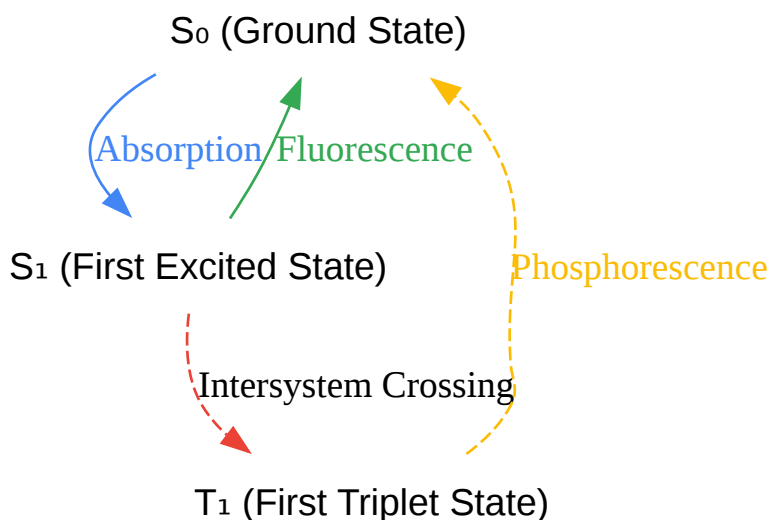 S₀ (Ground State)
Absorption
Fluorescence
S₁ (First Excited State)
Phosphorescence
Intersystem Crossing
T₁ (First Triplet State)